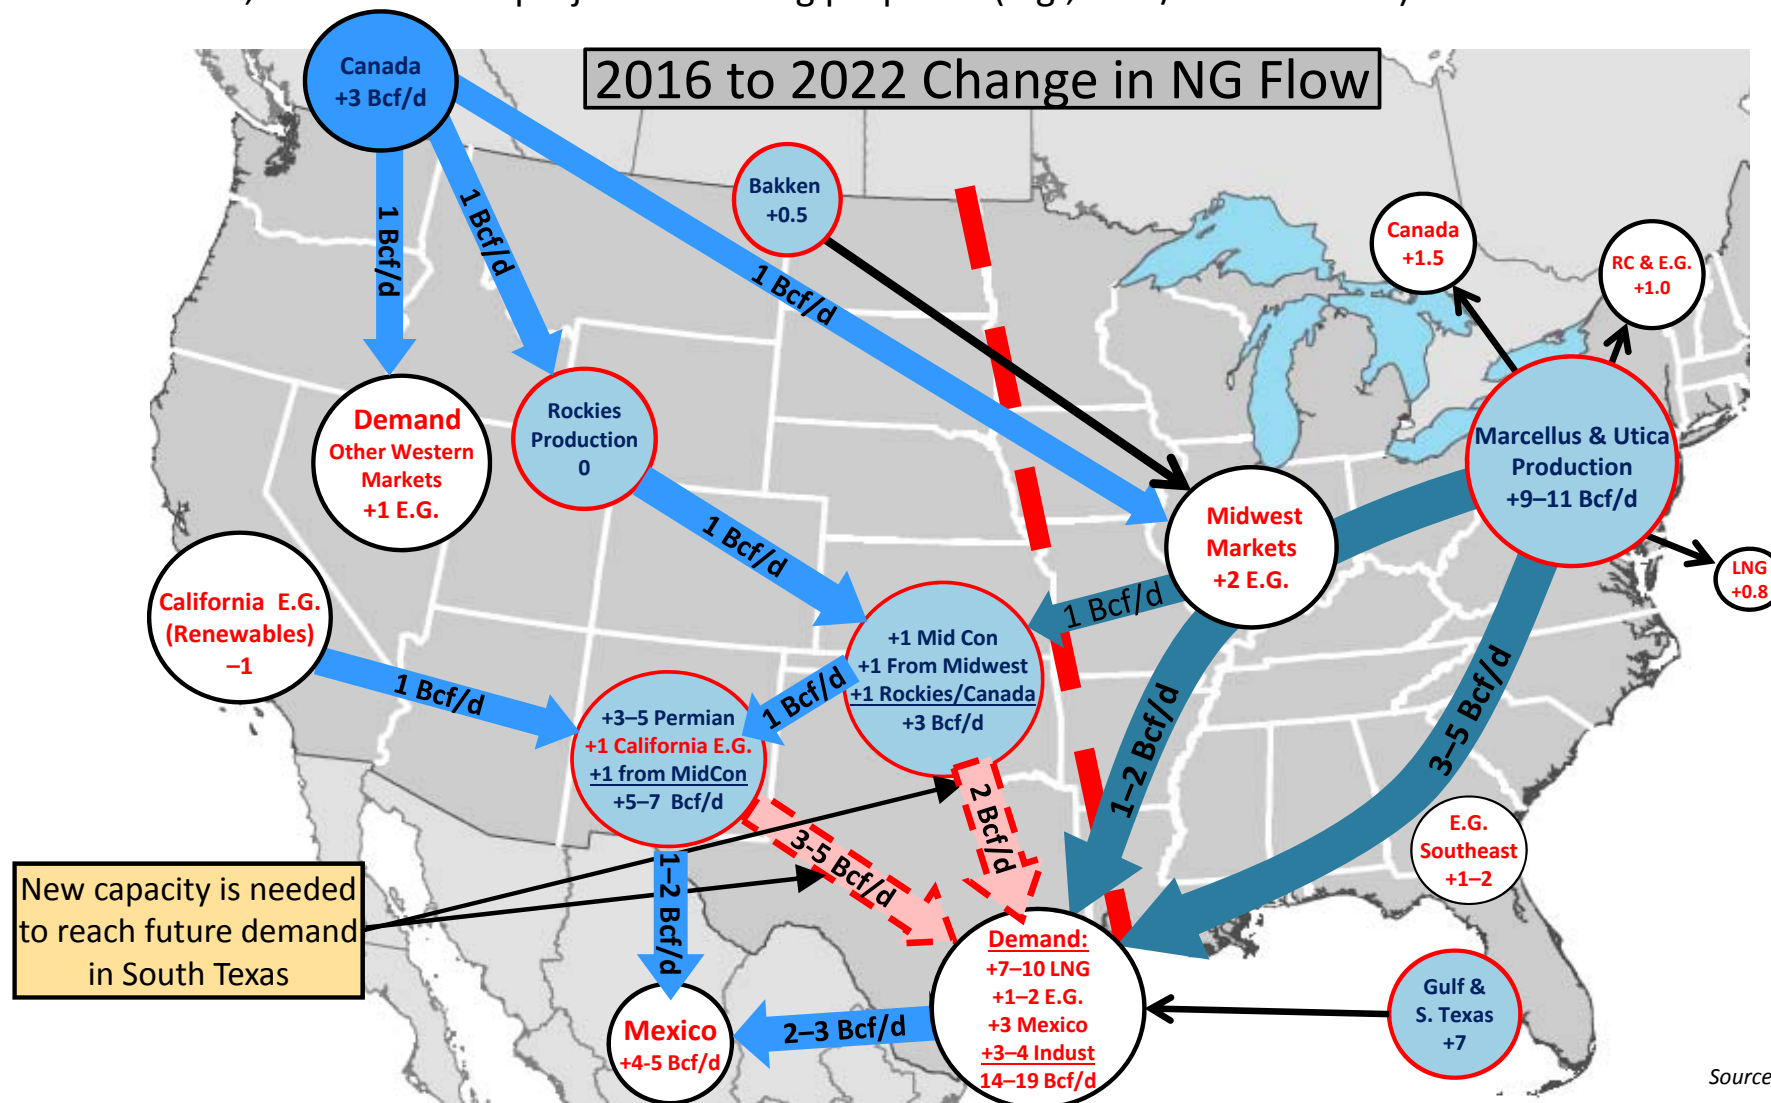 2016 to 2022 Change in NG Flow
Canada
+3 Bcf/d
Bakken
+0.5
Canada
+1.5
RC & E.G.
+1.0
1 Bcf/d
1 Bcf/d
1 Bcf/d
Demand
Other Western
Markets
+1 E.G.
Rockies
Production
0
Marcellus & Utica
Production
+9–11 Bcf/d
Midwest
Markets
+2 E.G.
LNG
+0.8
1 Bcf/d
1 Bcf/d
California E.G.
(Renewables)
–1
1 Bcf/d
+1 Mid Con
+1 From Midwest
+1 Rockies/Canada
+3 Bcf/d
1 Bcf/d
+3–5 Permian
+1 California E.G.
+1 from MidCon
+5–7 Bcf/d
1–2 Bcf/d
3–5 Bcf/d
2 Bcf/d
3-5 Bcf/d
E.G.
Southeast
+1–2
New capacity is needed
to reach future demand
in South Texas
1–2 Bcf/d
Demand:
+7–10 LNG
+1–2 E.G.
+3 Mexico
+3–4 Indust
14–19 Bcf/d
Gulf &
S. Texas
+7
Mexico
+4-5 Bcf/d
2–3 Bcf/d
Source